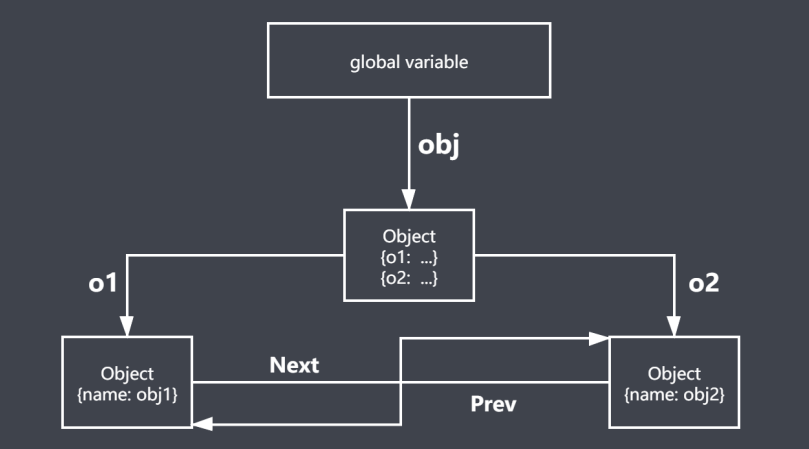 global variable
obj
Object
{o1: ...}
{o2: ...}
o1
o2
Object
{name: obj1}
Next
Prev
Object
{name: obj2}